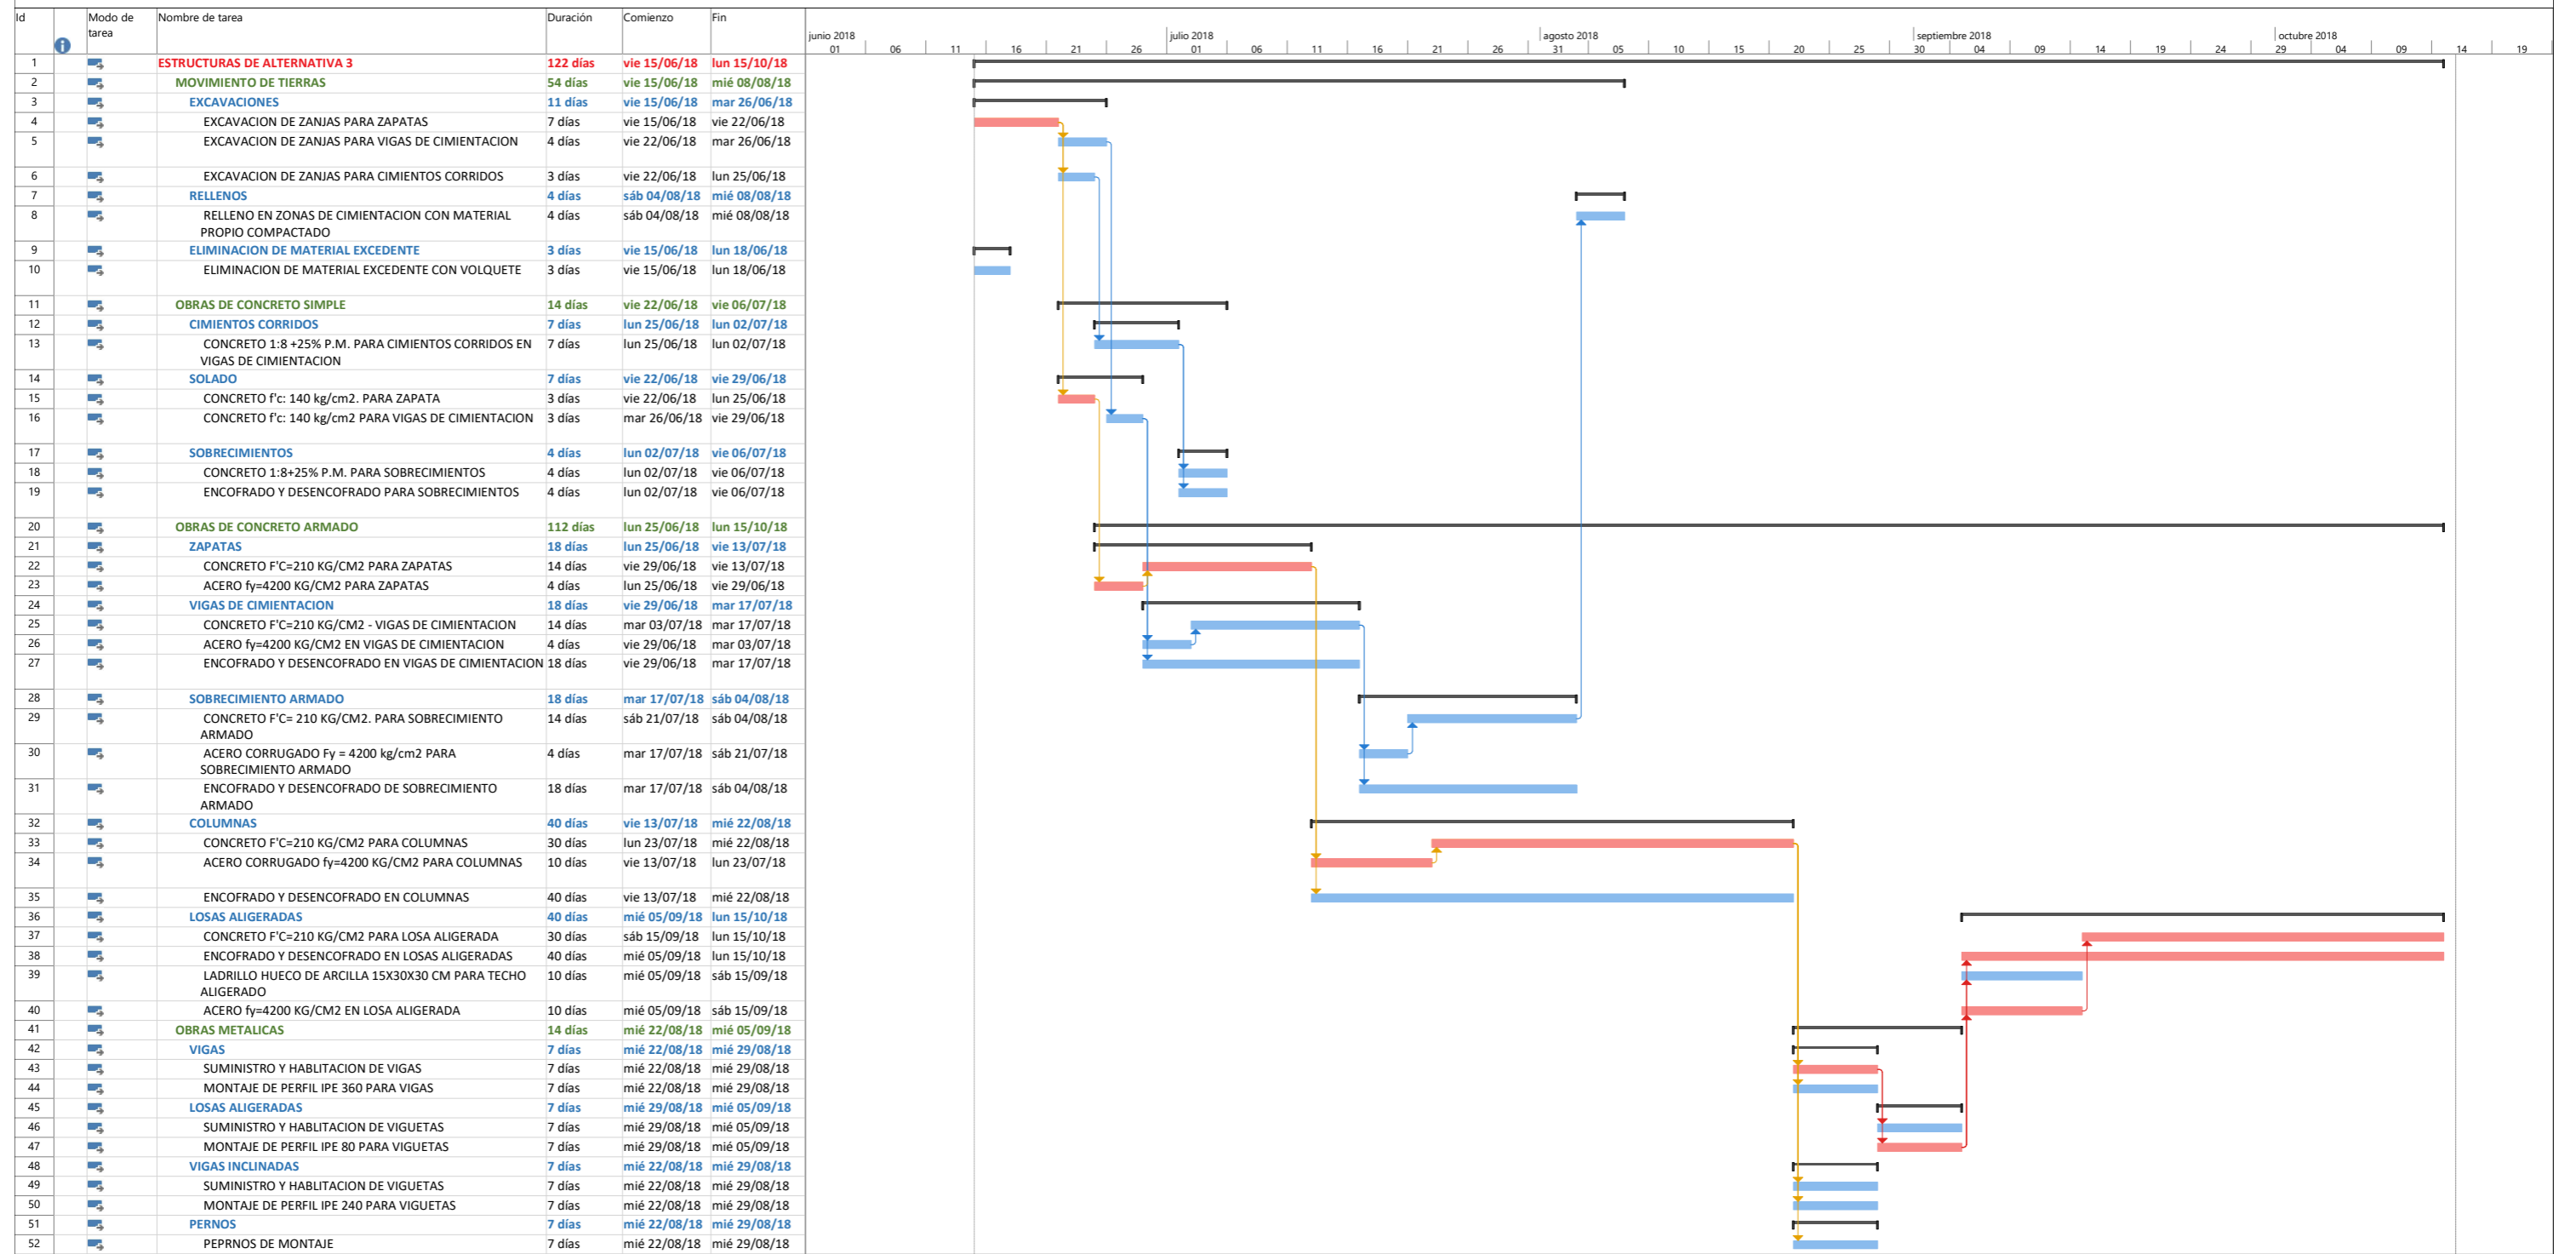 Id Modo de tarea Nombre de tarea Duración Comienzo Fin
junio 2018 julio 2018 agosto 2018 septiembre 2018 octubre 2018
01 06 11 16 21 26 01 06 11 16 21 26 31 05 10 15 20 25 30 04 09 14 19 24 29 04 09 14 19
1 ESTRUCTURAS DE ALTERNATIVA 3 122 días vie 15/06/18 lun 15/10/18
2 MOVIMIENTO DE TIERRAS 54 días vie 15/06/18 mié 08/08/18
3 EXCAVACIONES 11 días vie 15/06/18 mar 26/06/18
4 EXCAVACION DE ZANJAS PARA ZAPATAS 7 días vie 15/06/18 vie 22/06/18
5 EXCAVACION DE ZANJAS PARA VIGAS DE CIMIENTACION 4 días vie 22/06/18 mar 26/06/18
6 EXCAVACION DE ZANJAS PARA CIMIENTOS CORRIDOS 3 días vie 22/06/18 lun 25/06/18
7 RELLENOS 4 días sáb 04/08/18 mié 08/08/18
8 RELLENO EN ZONAS DE CIMIENTACION CON MATERIAL 4 días sáb 04/08/18 mié 08/08/18
PROPIO COMPACTADO
9 ELIMINACION DE MATERIAL EXCEDENTE 3 días vie 15/06/18 lun 18/06/18
10 ELIMINACION DE MATERIAL EXCEDENTE CON VOLQUETE 3 días vie 15/06/18 lun 18/06/18
11 OBRAS DE CONCRETO SIMPLE 14 días vie 22/06/18 vie 06/07/18
12 CIMIENTOS CORRIDOS 7 días lun 25/06/18 lun 02/07/18
13 CONCRETO 1:8 +25% P.M. PARA CIMIENTOS CORRIDOS EN 7 días lun 25/06/18 lun 02/07/18
VIGAS DE CIMIENTACION
14 SOLADO 7 días vie 22/06/18 vie 29/06/18
15 CONCRETO f'c: 140 kg/cm2. PARA ZAPATA 3 días vie 22/06/18 lun 25/06/18
16 CONCRETO f'c: 140 kg/cm2 PARA VIGAS DE CIMIENTACION 3 días mar 26/06/18 vie 29/06/18
17 SOBRECIMIENTOS 4 días lun 02/07/18 vie 06/07/18
18 CONCRETO 1:8+25% P.M. PARA SOBRECIMIENTOS 4 días lun 02/07/18 vie 06/07/18
19 ENCOFRADO Y DESENCOFRADO PARA SOBRECIMIENTOS 4 días lun 02/07/18 vie 06/07/18
20 OBRAS DE CONCRETO ARMADO 112 días lun 25/06/18 lun 15/10/18
21 ZAPATAS 18 días lun 25/06/18 vie 13/07/18
22 CONCRETO F'C=210 KG/CM2 PARA ZAPATAS 14 días vie 29/06/18 vie 13/07/18
23 ACERO fy=4200 KG/CM2 PARA ZAPATAS 4 días lun 25/06/18 vie 29/06/18
24 VIGAS DE CIMIENTACION 18 días vie 29/06/18 mar 17/07/18
25 CONCRETO F'C=210 KG/CM2 - VIGAS DE CIMIENTACION 14 días mar 03/07/18 mar 17/07/18
26 ACERO fy=4200 KG/CM2 EN VIGAS DE CIMIENTACION 4 días vie 29/06/18 mar 03/07/18
27 ENCOFRADO Y DESENCOFRADO EN VIGAS DE CIMIENTACION 18 días vie 29/06/18 mar 17/07/18
28 SOBRECIMIENTO ARMADO 18 días mar 17/07/18 sáb 04/08/18
29 CONCRETO F'C= 210 KG/CM2. PARA SOBRECIMIENTO 14 días sáb 21/07/18 sáb 04/08/18
ARMADO
30 ACERO CORRUGADO Fy = 4200 kg/cm2 PARA 4 días mar 17/07/18 sáb 21/07/18
SOBRECIMIENTO ARMADO
31 ENCOFRADO Y DESENCOFRADO DE SOBRECIMIENTO 18 días mar 17/07/18 sáb 04/08/18
ARMADO
32 COLUMNAS 40 días vie 13/07/18 mié 22/08/18
33 CONCRETO F'C=210 KG/CM2 PARA COLUMNAS 30 días lun 23/07/18 mié 22/08/18
34 ACERO CORRUGADO fy=4200 KG/CM2 PARA COLUMNAS 10 días vie 13/07/18 lun 23/07/18
35 ENCOFRADO Y DESENCOFRADO EN COLUMNAS 40 días vie 13/07/18 mié 22/08/18
36 LOSAS ALIGERADAS 40 días mié 05/09/18 lun 15/10/18
37 CONCRETO F'C=210 KG/CM2 PARA LOSA ALIGERADA 30 días sáb 15/09/18 lun 15/10/18
38 ENCOFRADO Y DESENCOFRADO EN LOSAS ALIGERADAS 40 días mié 05/09/18 lun 15/10/18
39 LADRILLO HUECO DE ARCILLA 15X30X30 CM PARA TECHO 10 días mié 05/09/18 sáb 15/09/18
ALIGERADO
40 ACERO fy=4200 KG/CM2 EN LOSA ALIGERADA 10 días mié 05/09/18 sáb 15/09/18
41 OBRAS METALICAS 14 días mié 22/08/18 mié 05/09/18
42 VIGAS 7 días mié 22/08/18 mié 29/08/18
43 SUMINISTRO Y HABLITACION DE VIGAS 7 días mié 22/08/18 mié 29/08/18
44 MONTAJE DE PERFIL IPE 360 PARA VIGAS 7 días mié 22/08/18 mié 29/08/18
45 LOSAS ALIGERADAS 7 días mié 29/08/18 mié 05/09/18
46 SUMINISTRO Y HABLITACION DE VIGUETAS 7 días mié 29/08/18 mié 05/09/18
47 MONTAJE DE PERFIL IPE 80 PARA VIGUETAS 7 días mié 29/08/18 mié 05/09/18
48 VIGAS INCLINADAS 7 días mié 22/08/18 mié 29/08/18
49 SUMINISTRO Y HABLITACION DE VIGUETAS 7 días mié 22/08/18 mié 29/08/18
50 MONTAJE DE PERFIL IPE 240 PARA VIGUETAS 7 días mié 22/08/18 mié 29/08/18
51 PERNOS 7 días mié 22/08/18 mié 29/08/18
52 PEPRNOS DE MONTAJE 7 días mié 22/08/18 mié 29/08/18